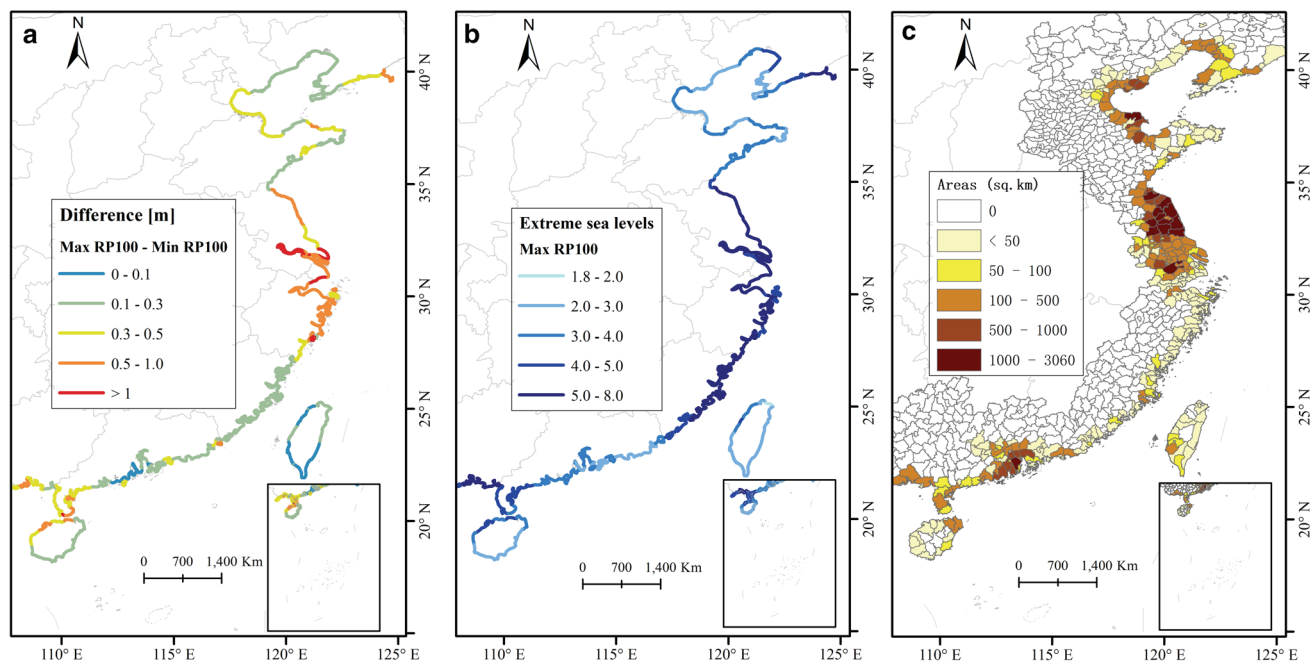 a
N
40° N
35° N
30° N
25° N
20° N
Difference [m]
Max RP100 - Min RP100
0 - 0.1
0.1 - 0.3
0.3 - 0.5
0.5 - 1.0
> 1
0 700 1,400 Km
110° E 115° E 120° E 125° E
b
N
40° N
35° N
30° N
25° N
20° N
Extreme sea levels
Max RP100
1.8 - 2.0
2.0 - 3.0
3.0 - 4.0
4.0 - 5.0
5.0 - 8.0
0 700 1,400 Km
110° E 115° E 120° E 125° E
c
N
40° N
35° N
30° N
25° N
20° N
Areas (sq.km)
0
< 50
50 - 100
100 - 500
500 - 1000
1000 - 3060
0 700 1,400 Km
110° E 115° E 120° E 125° E